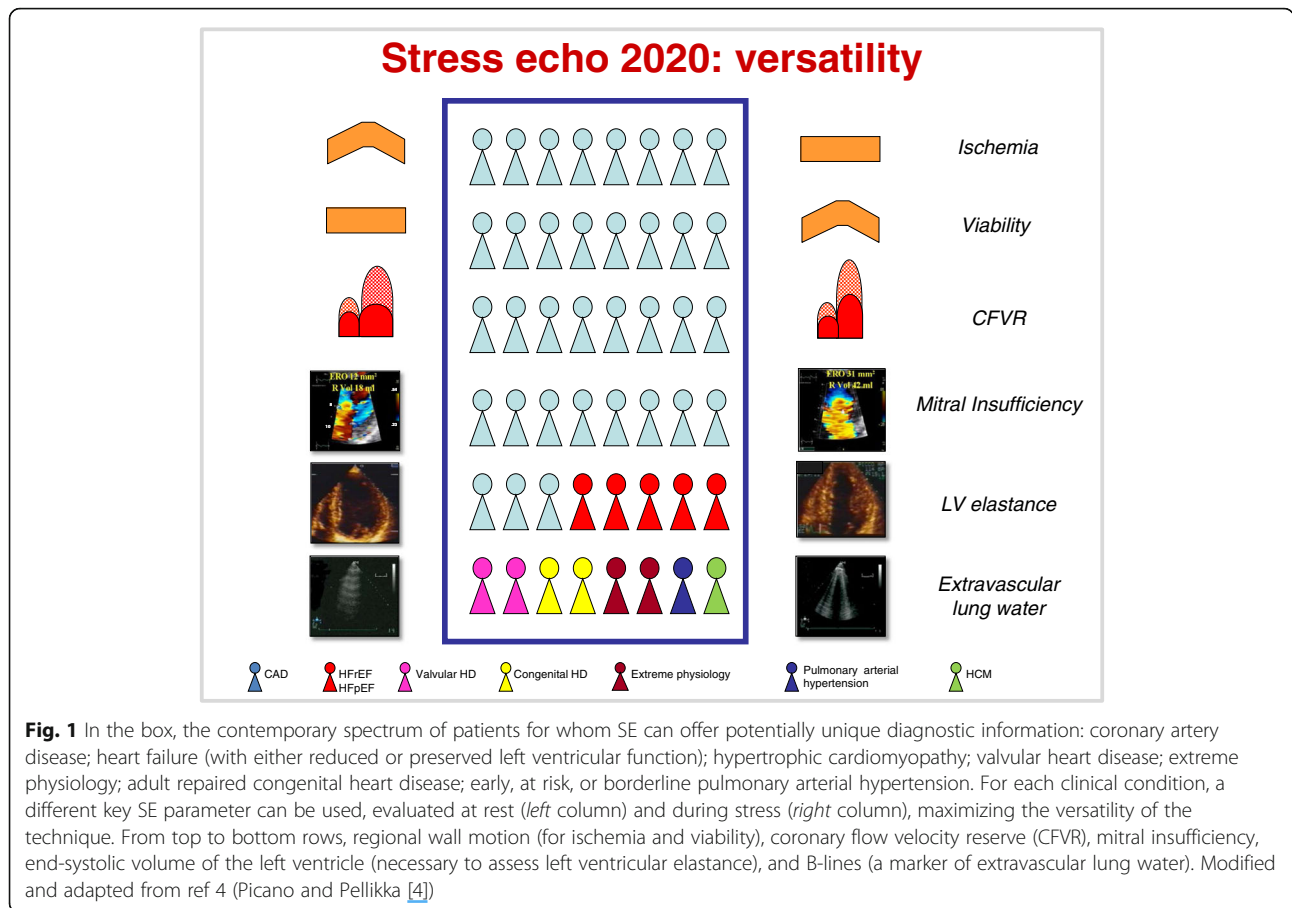 Stress echo 2020: versatility
Ischemia
Viability
CFVR
ERO 12 mm²
R Vol 18 ml
ERO 31 mm²
R Vol 42 ml
Mitral Insufficiency
LV elastance
Extravascular
lung water
CAD
HFrEF
HFpEF
Valvular HD
Congenital HD
Extreme physiology
Pulmonary arterial
hypertension
HCM
Fig. 1 In the box, the contemporary spectrum of patients for whom SE can offer potentially unique diagnostic information: coronary artery
disease; heart failure (with either reduced or preserved left ventricular function); hypertrophic cardiomyopathy; valvular heart disease; extreme
physiology; adult repaired congenital heart disease; early, at risk, or borderline pulmonary arterial hypertension. For each clinical condition, a
different key SE parameter can be used, evaluated at rest (left column) and during stress (right column), maximizing the versatility of the
technique. From top to bottom rows, regional wall motion (for ischemia and viability), coronary flow velocity reserve (CFVR), mitral insufficiency,
end-systolic volume of the left ventricle (necessary to assess left ventricular elastance), and B-lines (a marker of extravascular lung water). Modified
and adapted from ref 4 (Picano and Pellikka [4])